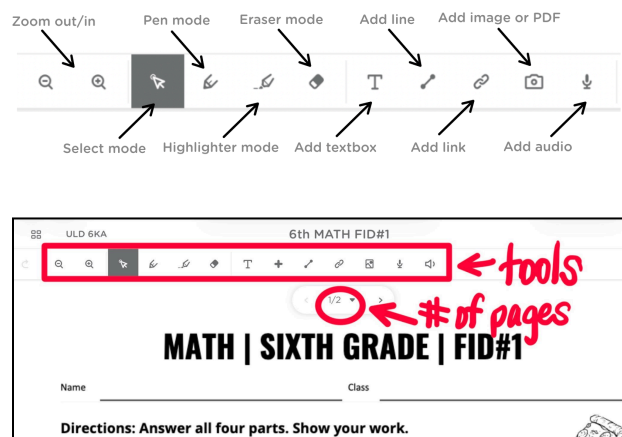 Zoom out/in Pen mode Eraser mode Add line Add image or PDF
T
Select mode Highlighter mode Add textbox Add link Add audio
ULD 6KA 6th MATH FID#1
T
tools
1/2
# of pages
MATH | SIXTH GRADE | FID#1
Name Class
Directions: Answer all four parts. Show your work.